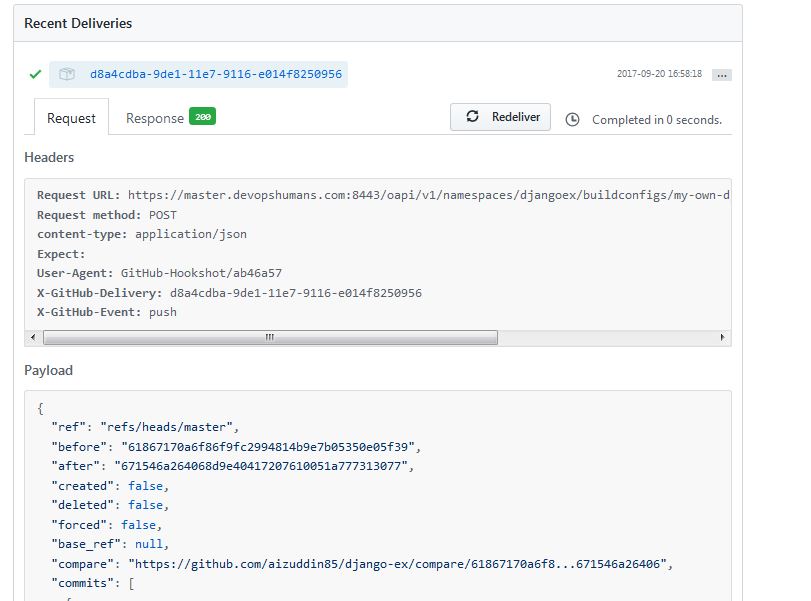 Recent Deliveries
d8a4cdba-9de1-11e7-9116-e014f8250956 2017-09-20 16:58:18 ...
Request Response 200 Redeliver Completed in 0 seconds.
Headers
Request URL: https://master.devopshumans.com:8443/oapi/v1/namespaces/djangoex/buildconfigs/my-own-d
Request method: POST
content-type: application/json
Expect:
User-Agent: GitHub-Hookshot/ab46a57
X-GitHub-Delivery: d8a4cdba-9de1-11e7-9116-e014f8250956
X-GitHub-Event: push
Payload
{
"ref": "refs/heads/master",
"before": "61867170a6f86f9fc2994814b9e7b05350e05f39",
"after": "671546a264068d9e40417207610051a777313077",
"created": false,
"deleted": false,
"forced": false,
"base_ref": null,
"compare": "https://github.com/aizuddin85/django-ex/compare/61867170a6f8...671546a26406",
"commits": [
{